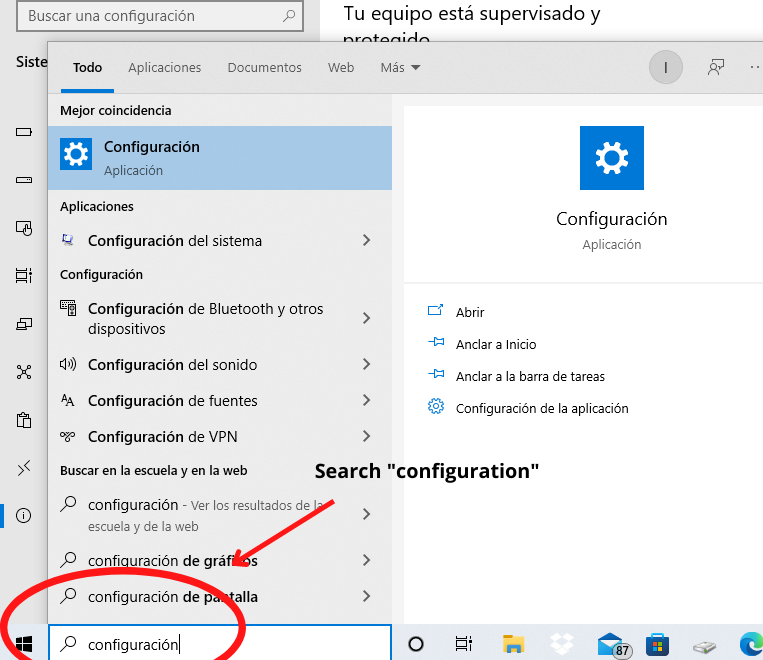 Buscar una configuración
Tu equipo está supervisado y
protegido
Siste
Todo
Aplicaciones
Documentos
Web
Más
I
Mejor coincidencia
Configuración
Aplicación
Aplicaciones
Configuración del sistema
Configuración
Configuración de Bluetooth y otros
dispositivos
Configuración del sonido
Configuración de fuentes
Configuración de VPN
Buscar en la escuela y en la web
configuración - Ver los resultados de la
escuela y de la web
configuración de gráficos
configuración de pantalla
configuración
Configuración
Aplicación
Abrir
Anclar a Inicio
Anclar a la barra de tareas
Configuración de la aplicación
Search "configuration"
87